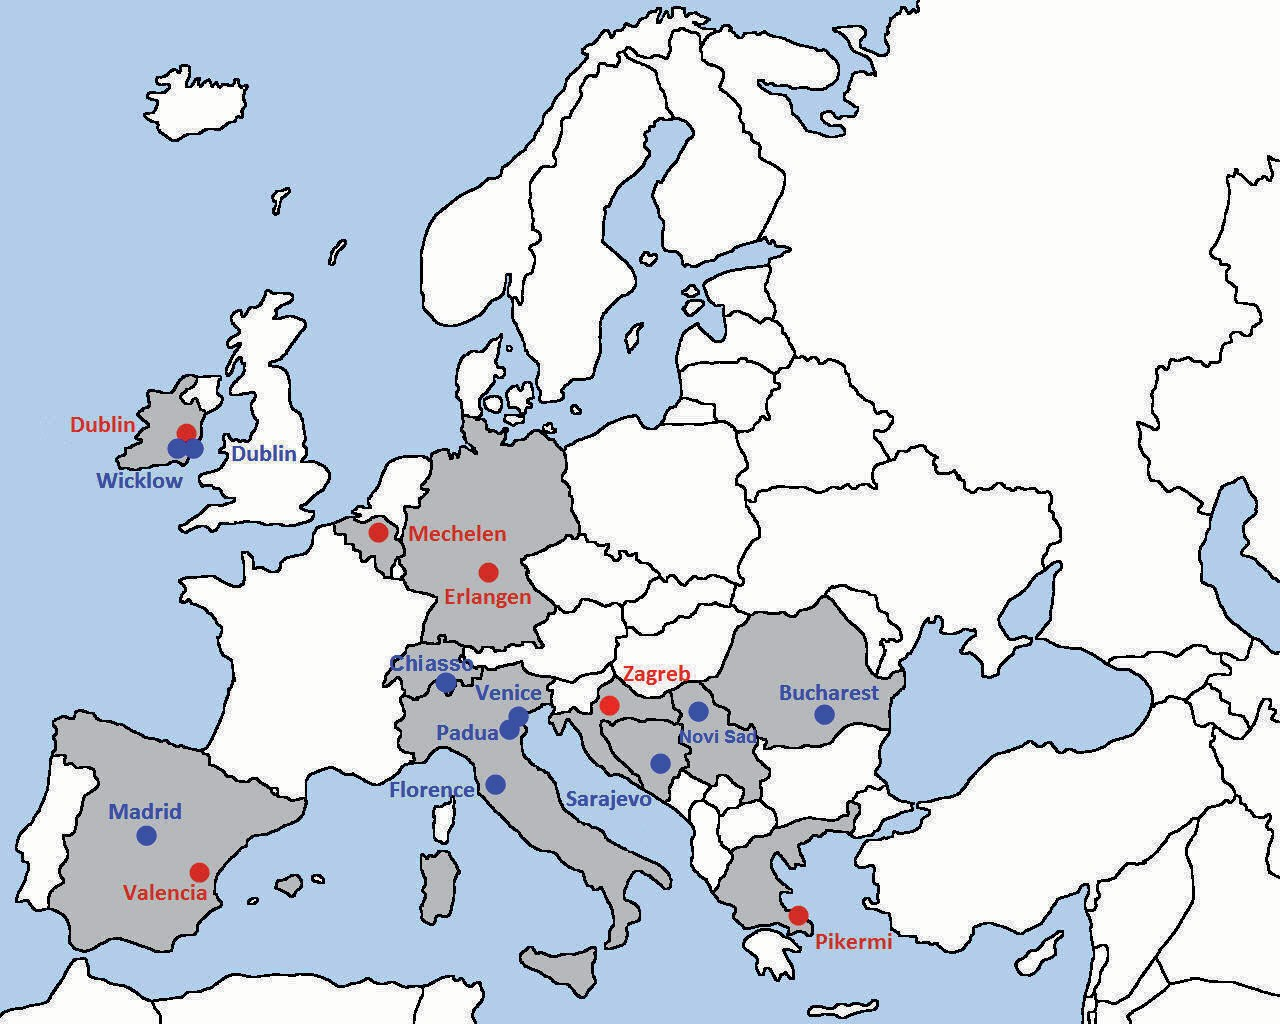 Dublin
Dublin
Wicklow
Mechelen
Erlangen
Chiasso
Zagreb
Venice
Bucharest
Padua
Novi Sad
Florence
Sarajevo
Madrid
Valencia
Pikermi